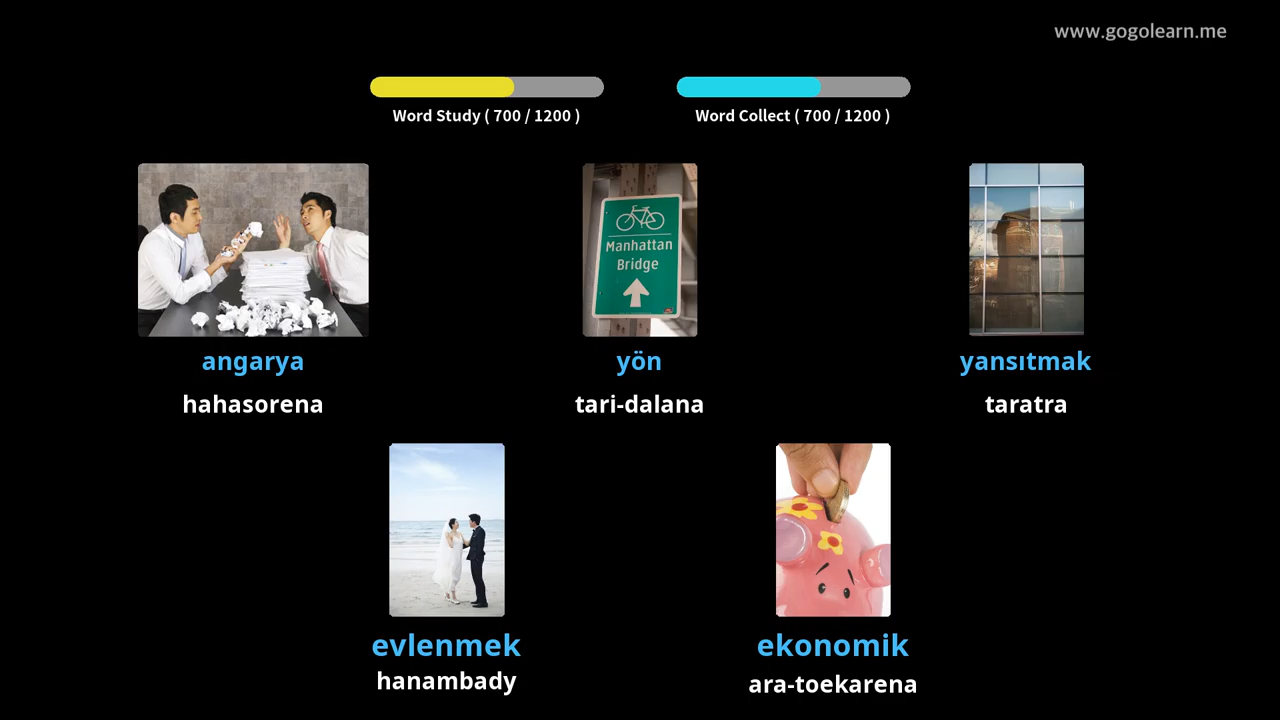 www.gogolearn.me
Word Study ( 700 / 1200 )
Word Collect ( 700 / 1200 )
Manhattan
Bridge
angarya
yön
yansıtmak
hahasorena
tari-dalana
taratra
evlenmek
ekonomik
hanambady
ara-toekarena